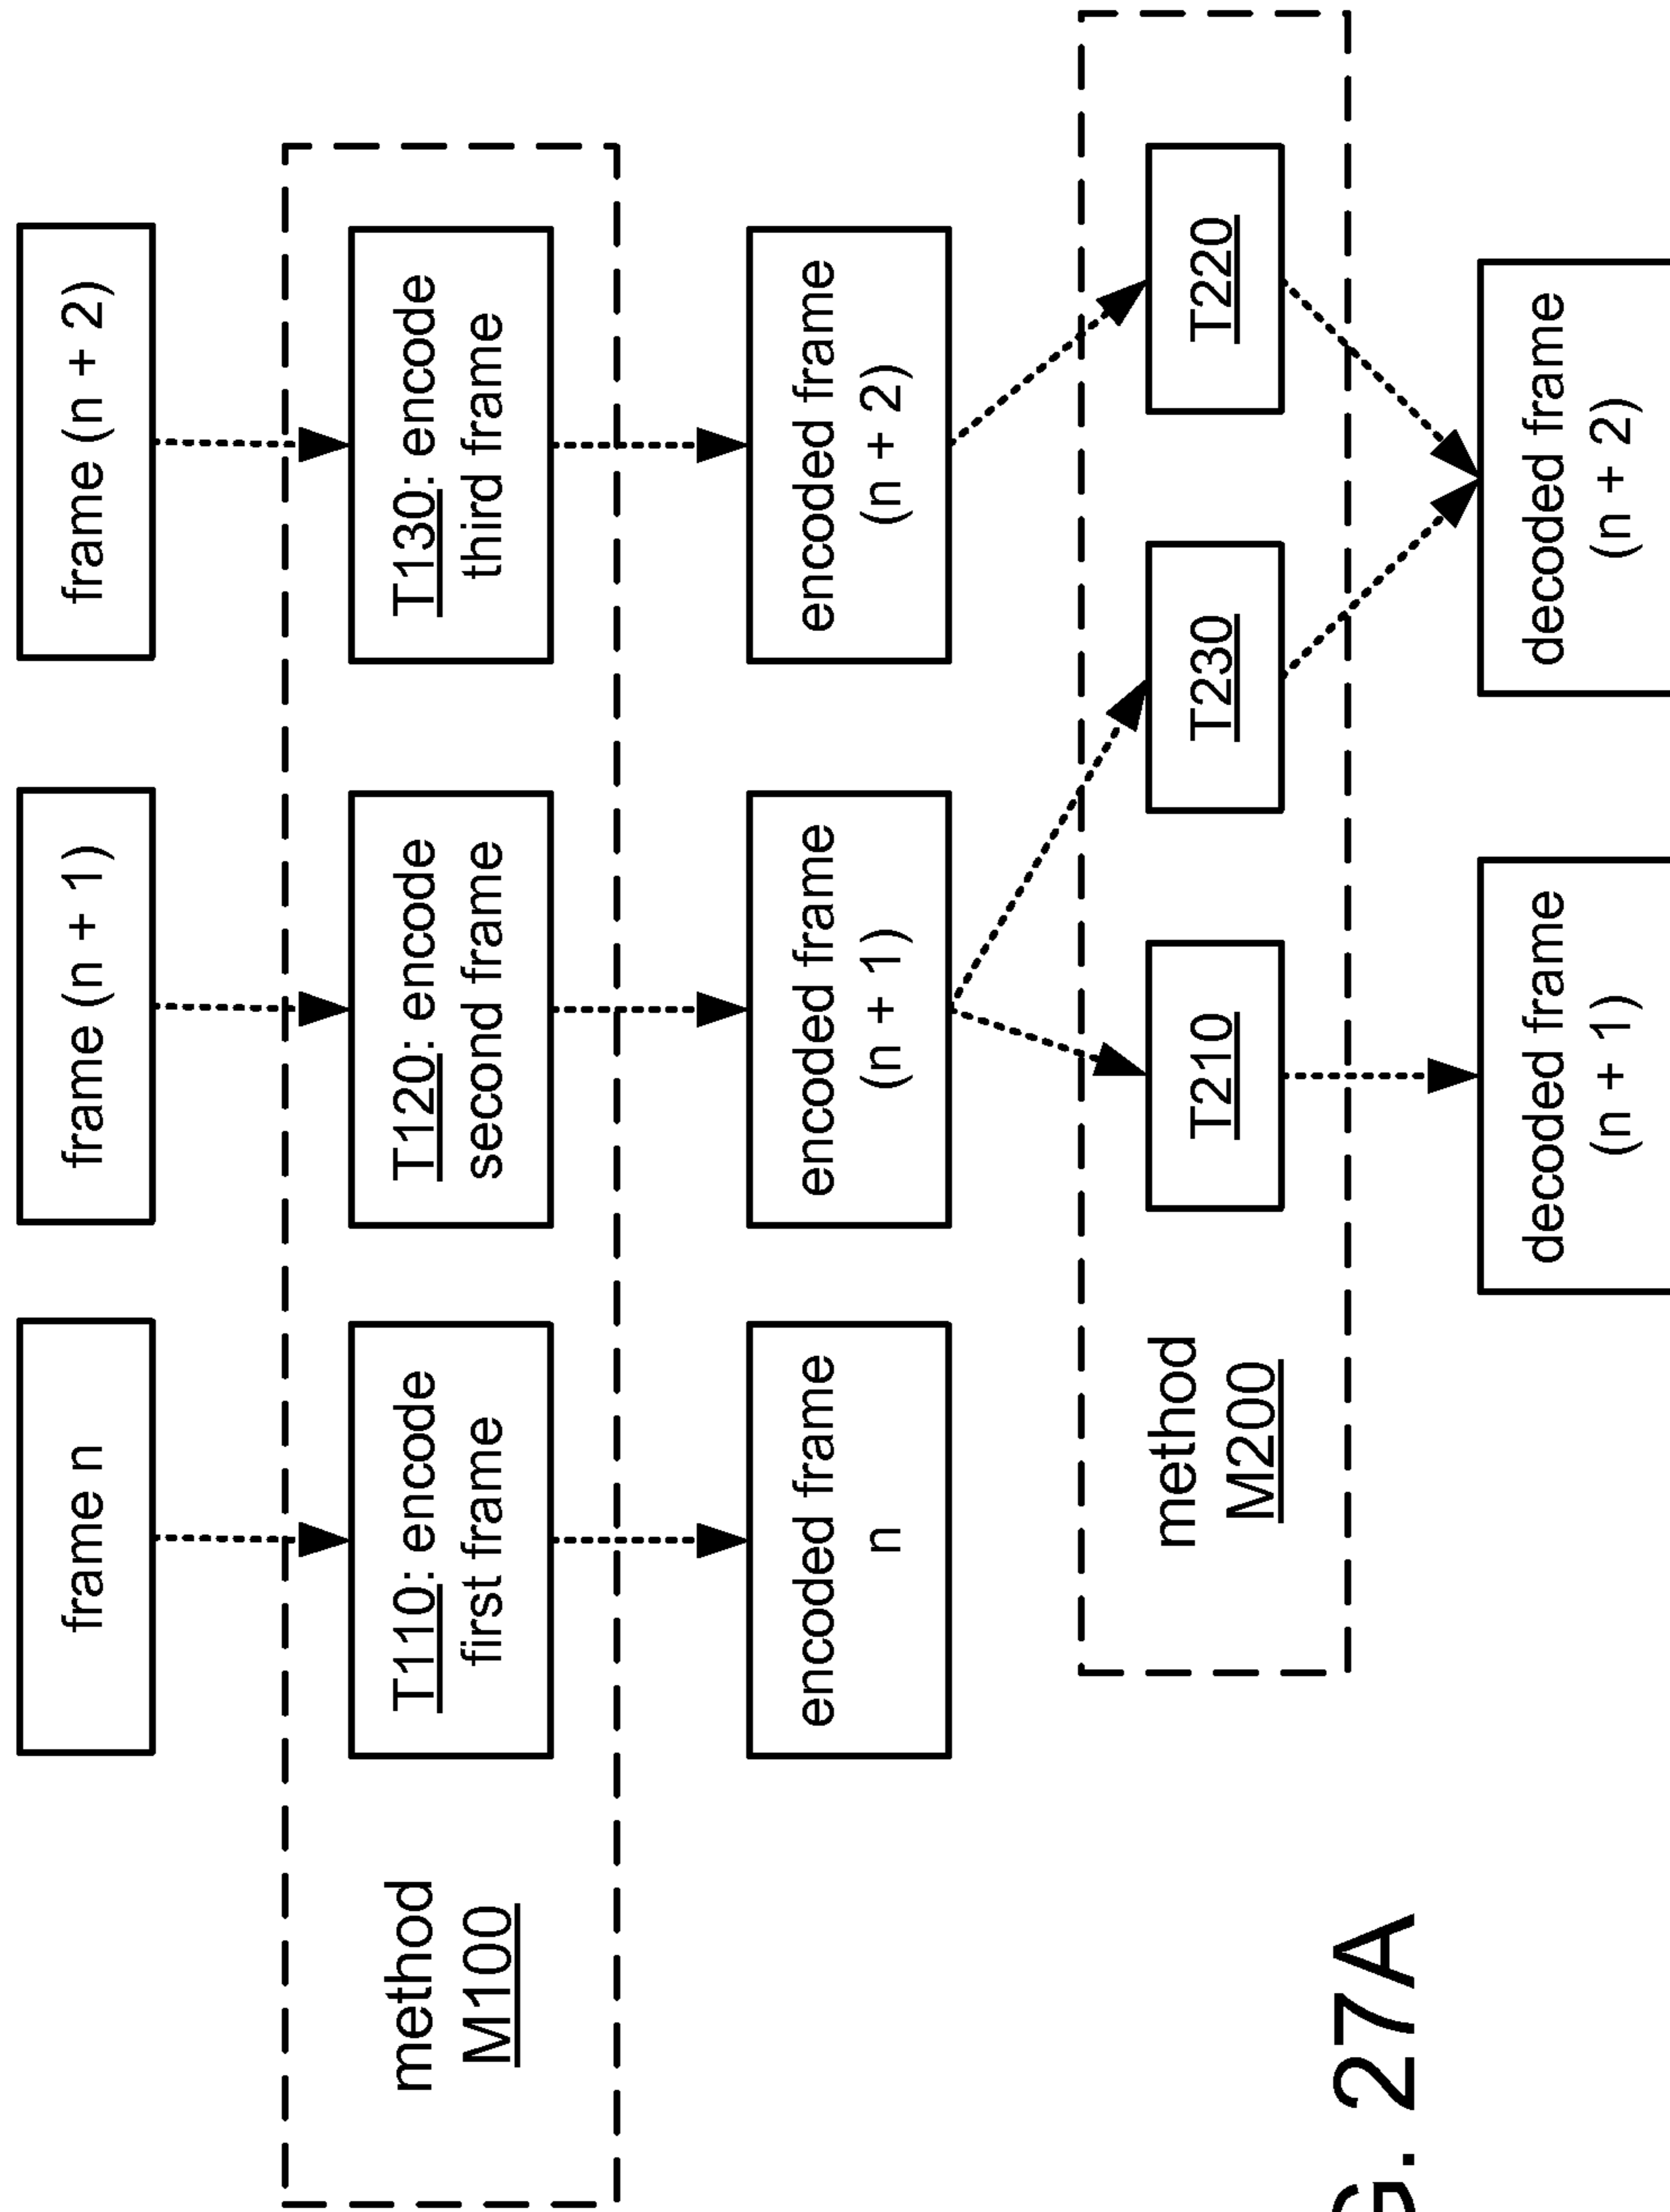 frame n
frame (n + 1)
frame (n + 2)
method
M100
T110: encode
first frame
T120: encode
second frame
T130: encode
third frame
encoded frame
n
encoded frame
(n + 1)
encoded frame
(n + 2)
method
M200
T210
T230
T220
G. 27A
decoded frame
(n + 1)
decoded frame
(n + 2)